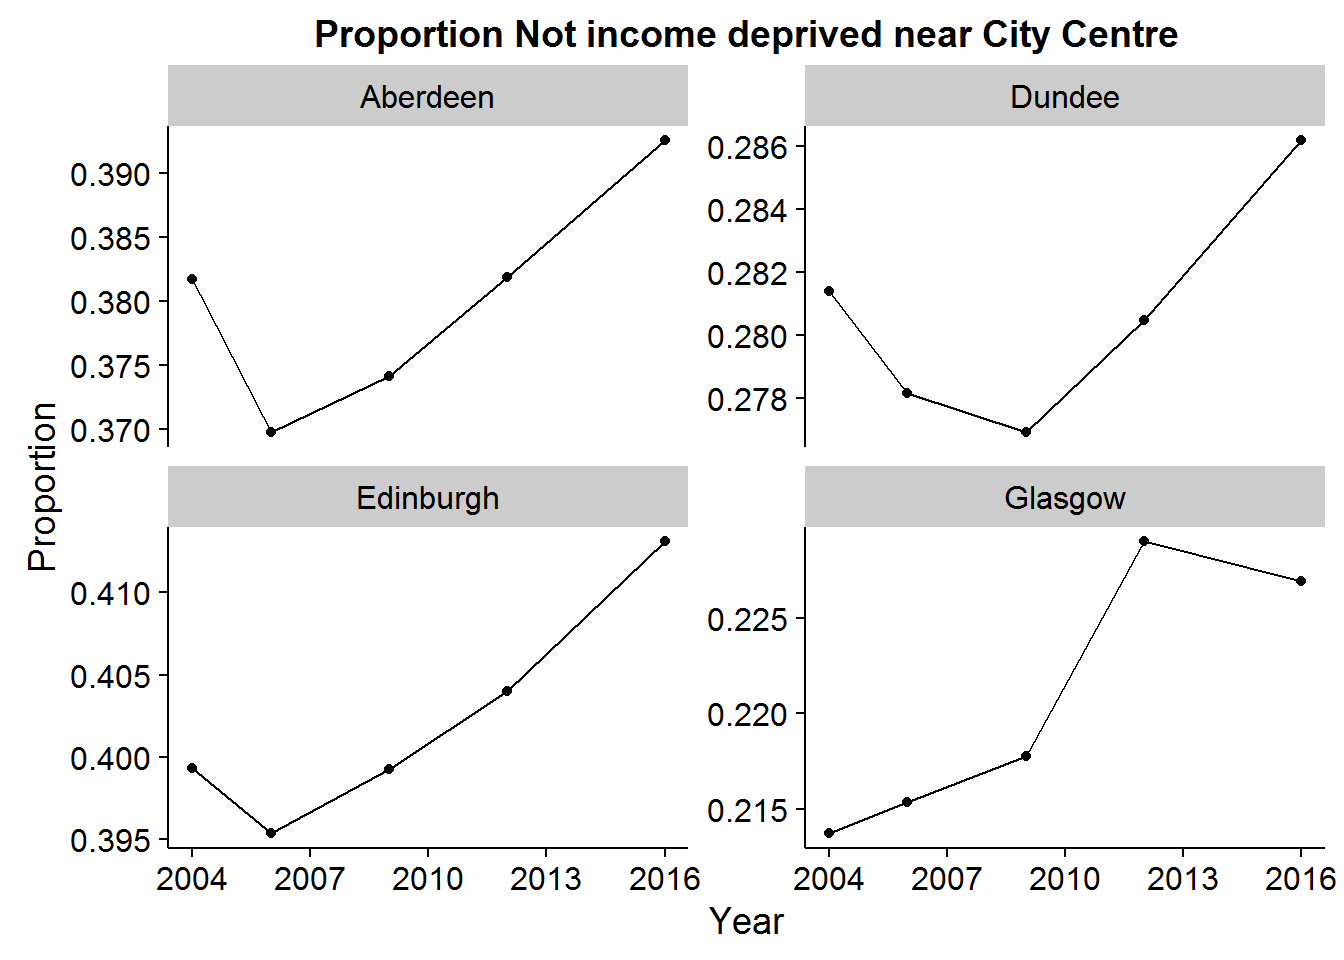 Proportion Not income deprived near City Centre
Aberdeen
Dundee
0.390
0.385
0.380
0.375
0.370
0.286
0.284
0.282
0.280
0.278
Proportion
Edinburgh
Glasgow
0.410
0.405
0.400
0.395
0.225
0.220
0.215
2004 2007 2010 2013 2016
2004 2007 2010 2013 2016
Year